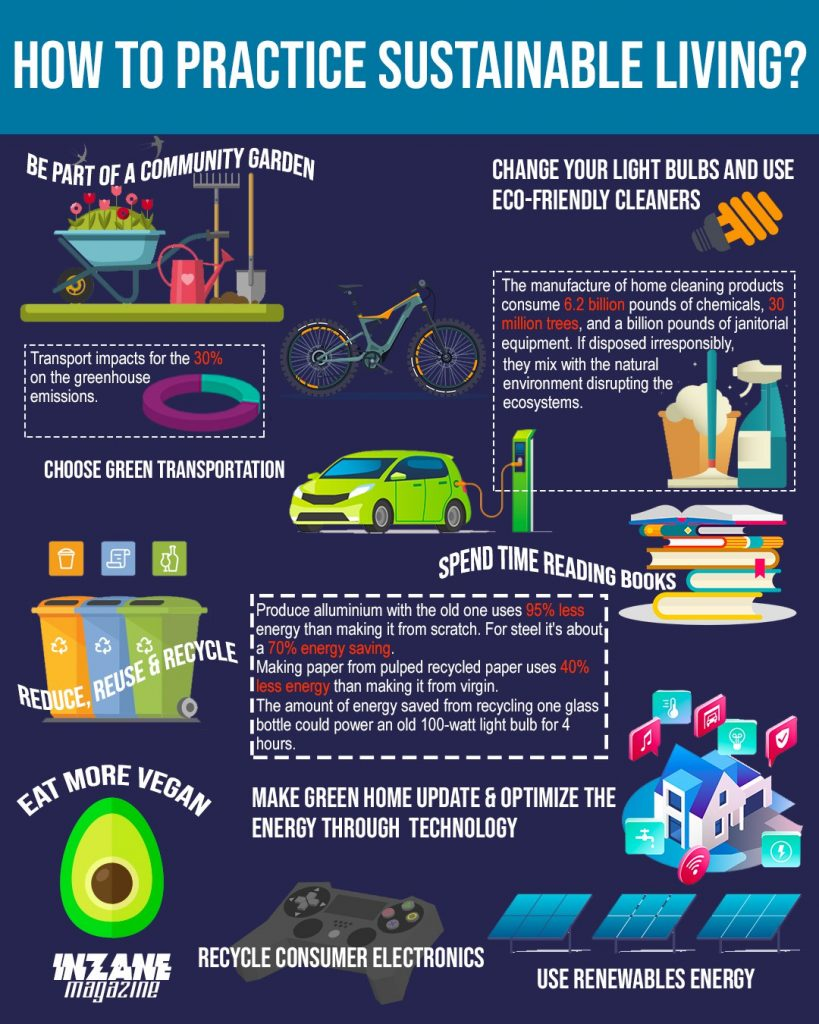 HOW TO PRACTICE SUSTAINABLE LIVING?
BE PART OF A COMMUNITY GARDEN
CHANGE YOUR LIGHT BULBS AND USE
ECO-FRIENDLY CLEANERS
The manufacture of home cleaning products
consume 6.2 billion pounds of chemicals, 30
million trees, and a billion pounds of janitorial
equipment. If disposed irresponsibly,
they mix with the natural
environment disrupting the
ecosystems.
Transport impacts for the 30%
on the greenhouse
emissions.
CHOOSE GREEN TRANSPORTATION
SPEND TIME READING BOOKS
Produce alluminium with the old one uses 95% less
energy than making it from scratch. For steel it's about
a 70% energy saving.
Making paper from pulped recycled paper uses 40%
less energy than making it from virgin.
The amount of energy saved from recycling one glass
bottle could power an old 100-watt light bulb for 4
hours.
REDUCE, REUSE & RECYCLE
EAT MORE VEGAN
MAKE GREEN HOME UPDATE & OPTIMIZE THE
ENERGY THROUGH TECHNOLOGY
RECYCLE CONSUMER ELECTRONICS
USE RENEWABLES ENERGY
INZANE
magazine